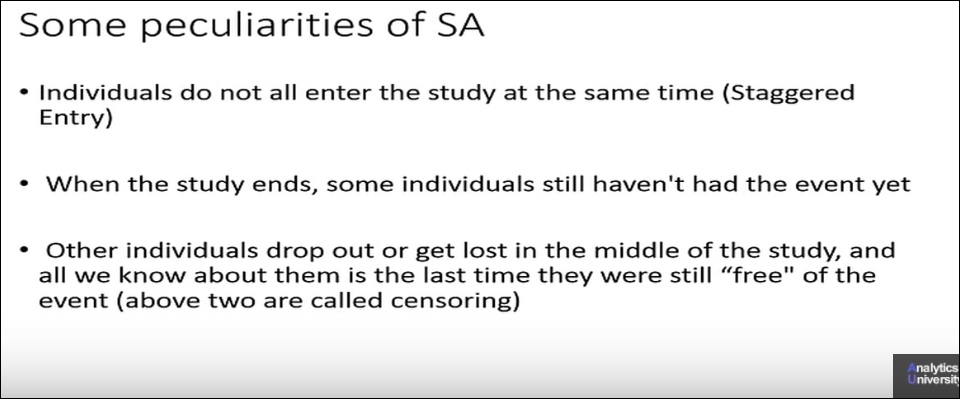 Some peculiarities of SA
• Individuals do not all enter the study at the same time (Staggered
Entry)
• When the study ends, some individuals still haven't had the event yet
• Other individuals drop out or get lost in the middle of the study, and
all we know about them is the last time they were still “free" of the
event (above two are called censoring)
Analytics
University